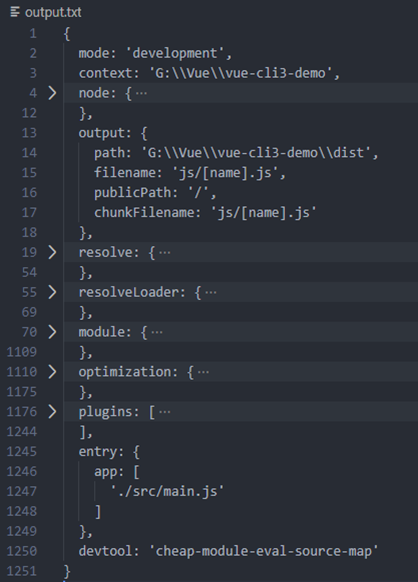 output.txt
1 {
2 mode: 'development',
3 context: 'G:\\Vue\\vue-cli3-demo',
4 node: {···
12 },
13 output: {
14 path: 'G:\\Vue\\vue-cli3-demo\\dist',
15 filename: 'js/[name].js',
16 publicPath: '/',
17 chunkFilename: 'js/[name].js'
18 },
19 resolve: {···
54 },
55 resolveLoader: {···
69 },
70 module: {···
1109 },
1110 optimization: {···
1175 },
1176 plugins: [···
1244 ],
1245 entry: {
1246 app: [
1247 './src/main.js'
1248 ]
1249 },
1250 devtool: 'cheap-module-eval-source-map'
1251 }